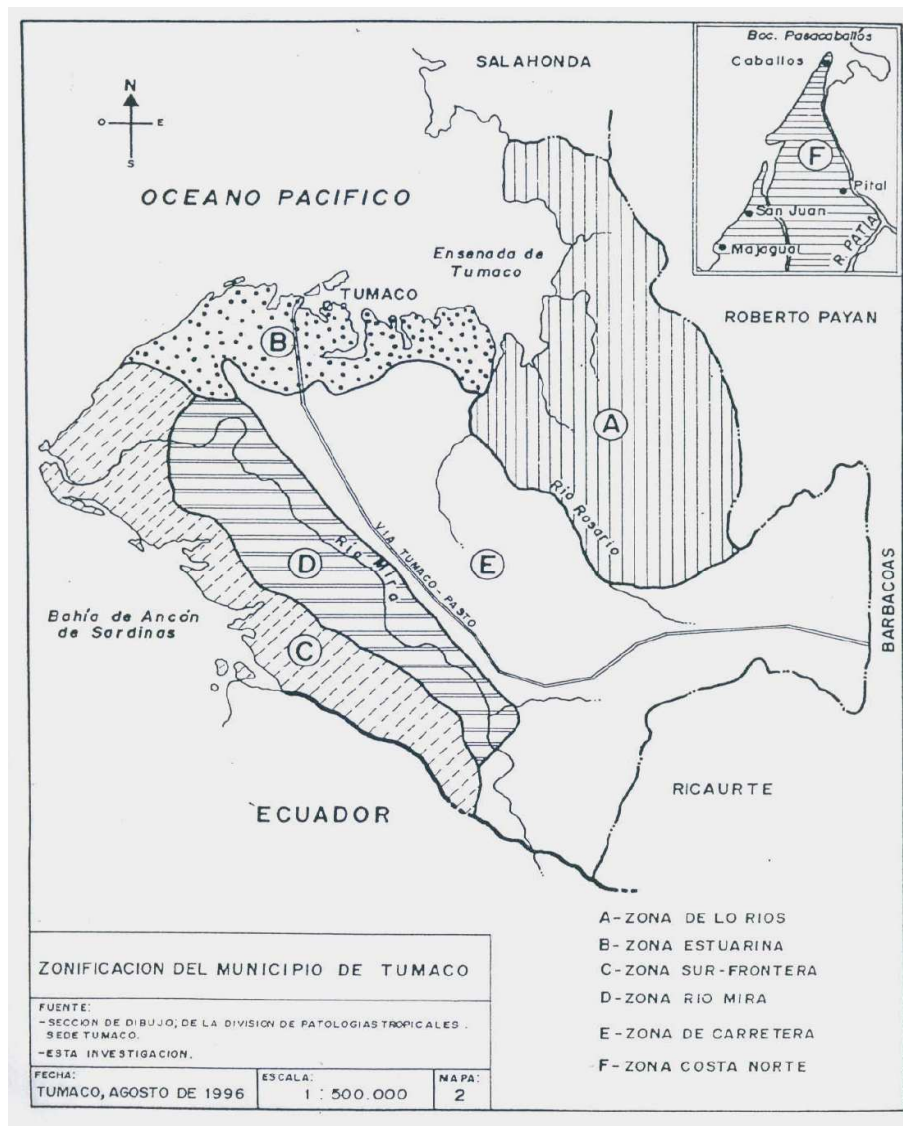 Boc. Pasacaballos
Caballos
F
Pital
San Juan
R. PATIA
Majagual
SALAHONDA
N
O
E
S
OCEANO PACIFICO
Ensenada de
Tumaco
TUMACO
ROBERTO PAYAN
B
A
Río Rosario
VIA TUMACO-PASTO
Río Mira
E
D
BARBACOAS
Bahía de Ancón
de Sardinas
C
RICAURTE
ECUADOR
A-ZONA DE LO RIOS
B-ZONA ESTUARINA
C-ZONA SUR-FRONTERA
D-ZONA RIO MIRA
E-ZONA DE CARRETERA
F-ZONA COSTA NORTE
ZONIFICACION DEL MUNICIPIO DE TUMACO
FUENTE:
-SECCION DE DIBUJO; DE LA DIVISION DE PATOLOGIAS TROPICALES.
SEDE TUMACO.
-ESTA INVESTIGACION.
FECHA:
TUMACO, AGOSTO DE 1996
ESCALA:
1:500.000
MAPA:
2